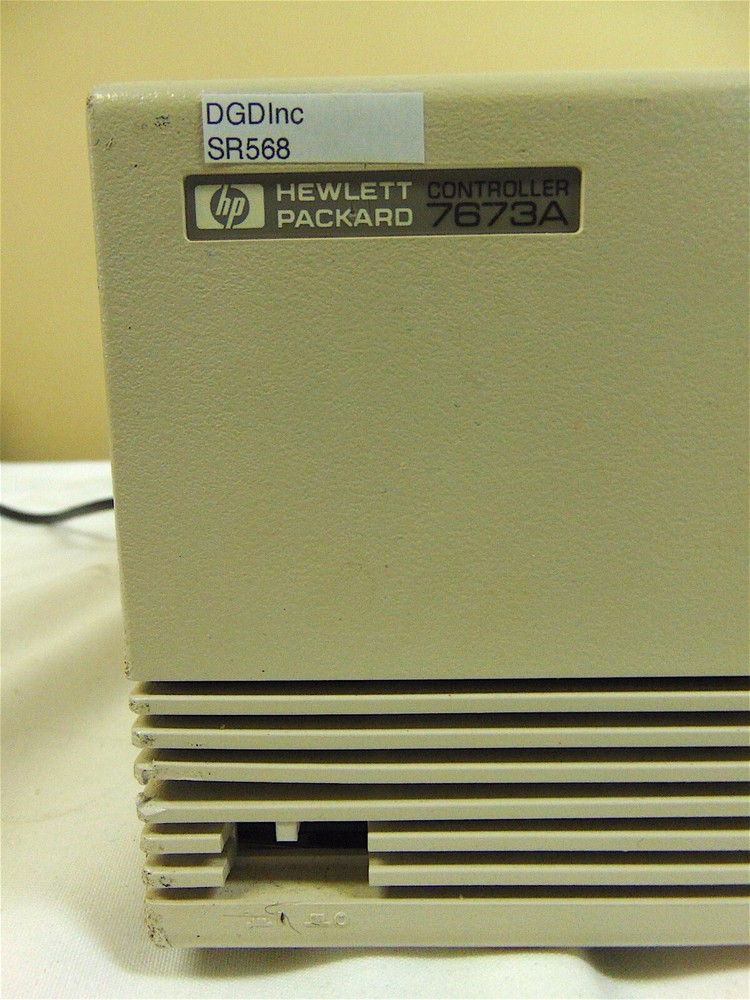 DGDInc
SR568
hp HEWLETT PACKARD CONTROLLER 7673A